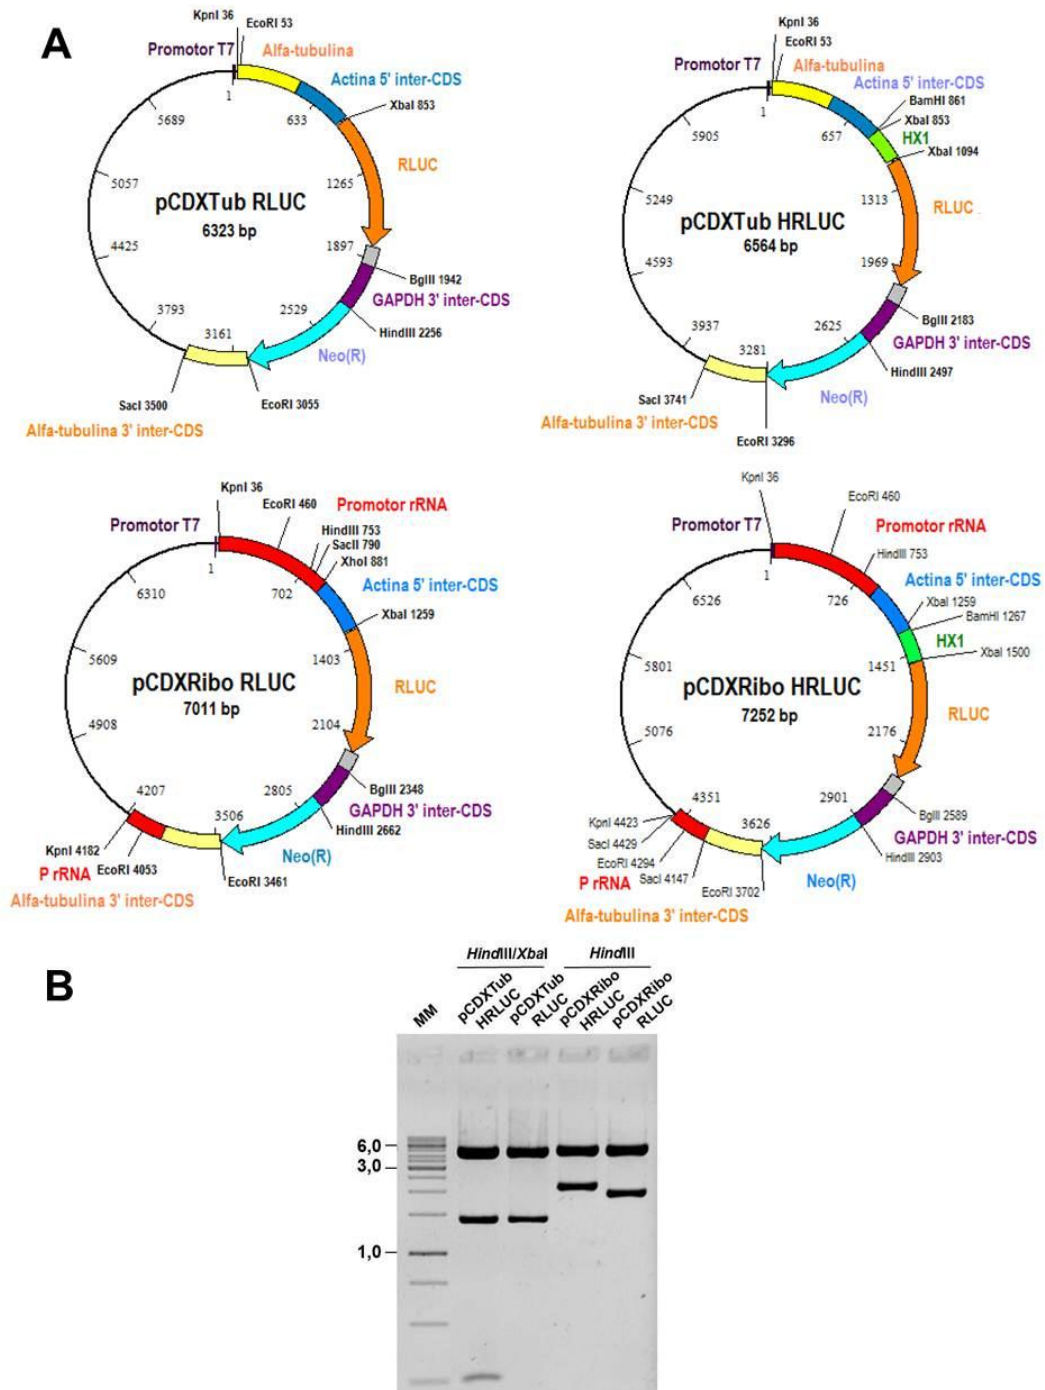 A
KpnI 36
EcoRI 53
Promotor T7
Alfa-tubulina
Actina 5' inter-CDS
XbaI 853
1
633
5689
RLUC
1265
5057
pCDXTub RLUC
6323 bp
4425
1897
BglII 1942
GAPDH 3' inter-CDS
3793
3161
2529
HindIII 2256
Neo(R)
SacI 3500
EcoRI 3055
Alfa-tubulina 3' inter-CDS
KpnI 36
EcoRI 53
Promotor T7
Alfa-tubulina
Actina 5' inter-CDS
BamHI 861
XbaI 853
HX1
XbaI 1094
1
657
5905
1313
RLUC
5249
pCDXTub HRLUC
6564 bp
4593
1969
BglII 2183
GAPDH 3' inter-CDS
3937
3281
2625
HindIII 2497
Neo(R)
SacI 3741
Alfa-tubulina 3' inter-CDS
EcoRI 3296
KpnI 36
EcoRI 460
Promotor rRNA
Promotor T7
HindIII 753
SacII 790
XhoI 881
1
702
Actina 5' inter-CDS
6310
XbaI 1259
5609
1403
pCDXRibo RLUC
7011 bp
RLUC
4908
2104
4207
3506
2805
BglII 2348
GAPDH 3' inter-CDS
HindIII 2662
KpnI 4182
EcoRI 4053
Neo(R)
P rRNA
EcoRI 3461
Alfa-tubulina 3' inter-CDS
KpnI 36
EcoRI 460
Promotor T7
Promotor rRNA
HindIII 753
1
726
Actina 5' inter-CDS
6526
XbaI 1259
BamHI 1267
HX1
5801
1451
XbaI 1500
pCDXRibo HRLUC
7252 bp
RLUC
5076
2176
4351
3626
2901
BglII 2589
KpnI 4423
SacI 4429
GAPDH 3' inter-CDS
HindIII 2903
EcoRI 4294
P rRNA
SacI 4147
EcoRI 3702
Neo(R)
Alfa-tubulina 3' inter-CDS
B
HindIII/XbaI
HindIII
MM
pCDXTub
HRLUC
pCDXTub
RLUC
pCDXRibo
HRLUC
pCDXRibo
RLUC
6,0
3,0
1,0